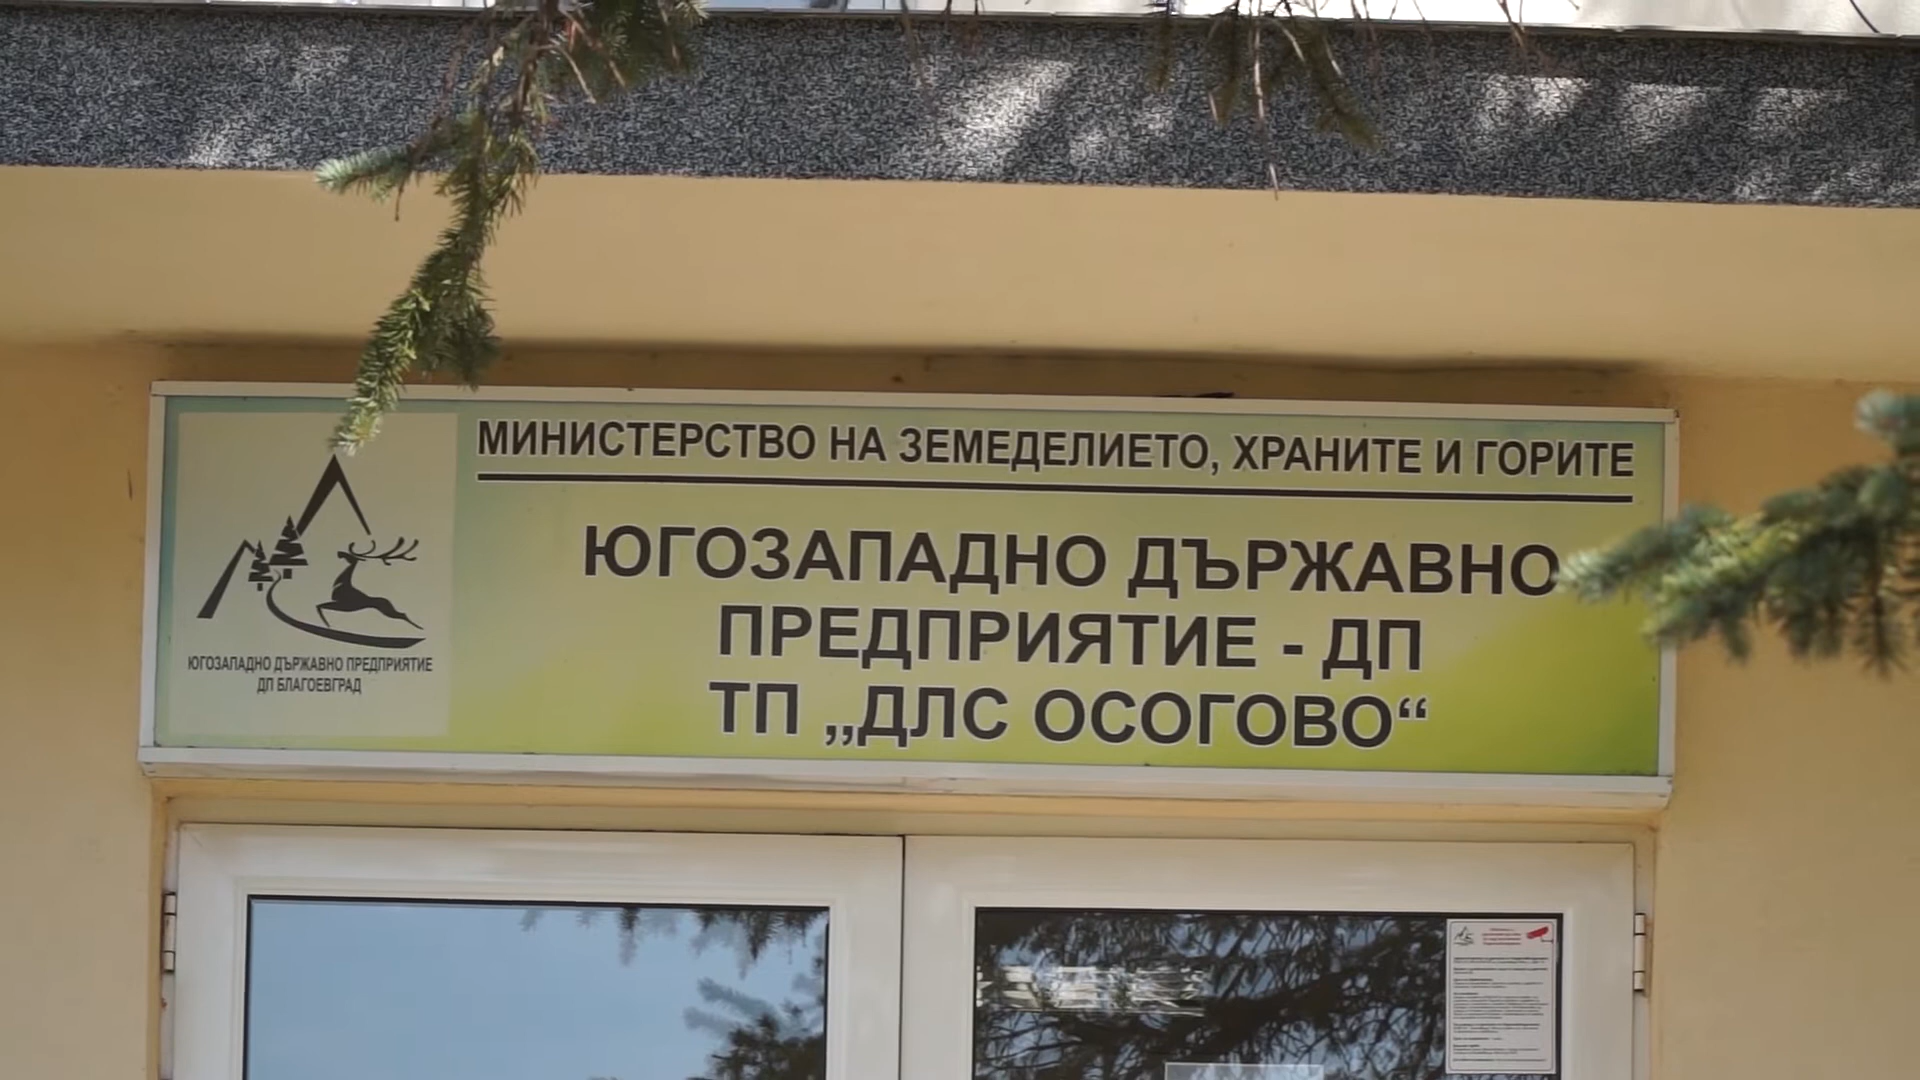 МИНИСТЕРСТВО НА ЗЕМЕДЕЛИЕТО, ХРАНИТЕ И ГОРИТЕ
ЮГОЗАПАДНО ДЪРЖАВНО
ПРЕДПРИЯТИЕ - ДП
ТП „ДЛС ОСОГОВО“
ЮГОЗАПАДНО ДЪРЖАВНО ПРЕДПРИЯТИЕ
ДП БЛАГОЕВГРАД